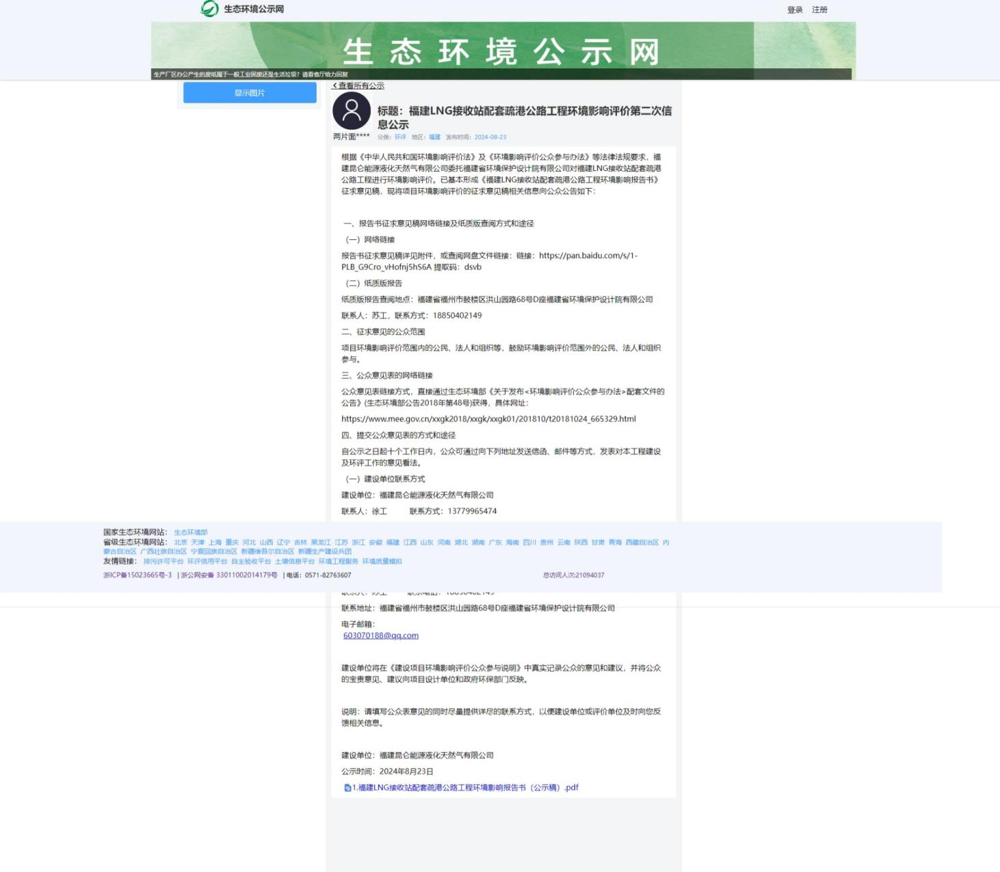 生态环境公示网
登录 注册
生态环境公示网
生产厂区办公产生的废纸属于一般工业固废还是生活垃圾？请看省厅给力回复
显示图片
查看所有公示
标题：福建LNG接收站配套疏港公路工程环境影响评价第二次信
息公示
两片面****
分类：环评 地区：福建 发布时间：2024-08-23
根据《中华人民共和国环境影响评价法》及《环境影响评价公众参与办法》等法律法规要求，福
建昆仑能源液化天然气有限公司委托福建省环境保护设计院有限公司对福建LNG接收站配套疏港
公路工程进行环境影响评价。已基本形成《福建LNG接收站配套疏港公路工程环境影响报告书》
征求意见稿，现将项目环境影响评价的征求意见稿相关信息向公众公告如下：
一、报告书征求意见稿网络链接及纸质版查阅方式和途径
（一）网络链接
报告书征求意见稿详见附件，或查阅网盘文件链接：链接：https://pan.baidu.com/s/1-
PLB_G9Cro_vHofnj5hS6A 提取码：dsvb
（二）纸质版报告
纸质版报告查阅地点：福建省福州市鼓楼区洪山园路68号D座福建省环境保护设计院有限公司
联系人：苏工，联系方式：18850402149
二、征求意见的公众范围
项目环境影响评价范围内的公民、法人和组织等，鼓励环境影响评价范围外的公民、法人和组织
参与。
三、公众意见表的网络链接
公众意见表链接方式，直接通过生态环境部《关于发布<环境影响评价公众参与办法>配套文件的
公告》(生态环境部公告2018年第48号)获得，具体网址：
https://www.mee.gov.cn/xxgk2018/xxgk/xxgk01/201810/t20181024_665329.html
四、提交公众意见表的方式和途径
自公示之日起十个工作日内，公众可通过向下列地址发送信函、邮件等方式，发表对本工程建设
及环评工作的意见看法。
（一）建设单位联系方式
建设单位：福建昆仑能源液化天然气有限公司
联系人：徐工 联系方式：13779965474
国家生态环境网站： 生态环境部
省级生态环境网站： 北京 天津 上海 重庆 河北 山西 辽宁 吉林 黑龙江 江苏 浙江 安徽 福建 江西 山东 河南 湖北 湖南 广东 海南 四川 贵州 云南 陕西 甘肃 青海 西藏自治区 内
蒙古自治区 广西壮族自治区 宁夏回族自治区 新疆维吾尔自治区 新疆生产建设兵团
友情链接： 排污许可平台 环评信用平台 自主验收平台 土壤信息平台 环境工程服务 环境质量模拟
浙ICP备15023665号-3 | 浙公网安备 33011002014179号 | 电话：0571-82763607 总访问人次:21094037
联系人：苏工 联系电话：18850402149
联系地址：福建省福州市鼓楼区洪山园路68号D座福建省环境保护设计院有限公司
电子邮箱：
603070188@qq.com
建设单位将在《建设项目环境影响评价公众参与说明》中真实记录公众的意见和建议，并将公众
的宝贵意见、建议向项目设计单位和政府环保部门反映。
说明：请填写公众表意见的同时尽量提供详尽的联系方式，以便建设单位或评价单位及时向您反
馈相关信息。
建设单位：福建昆仑能源液化天然气有限公司
公示时间：2024年8月23日
1.福建LNG接收站配套疏港公路工程环境影响报告书（公示稿）.pdf